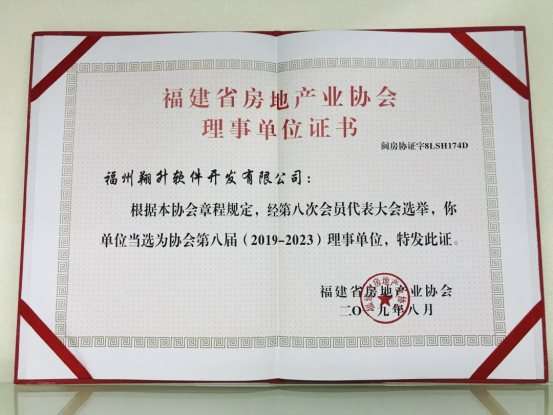 福建省房地产业协会
理事单位证书
闽房协证字8LSH174D
福州翔升软件开发有限公司：
根据本协会章程规定，经第八次会员代表大会选举，你
单位当选为协会第八届（2019-2023）理事单位，特发此证。
福建省房地产业协会
二〇一九年八月